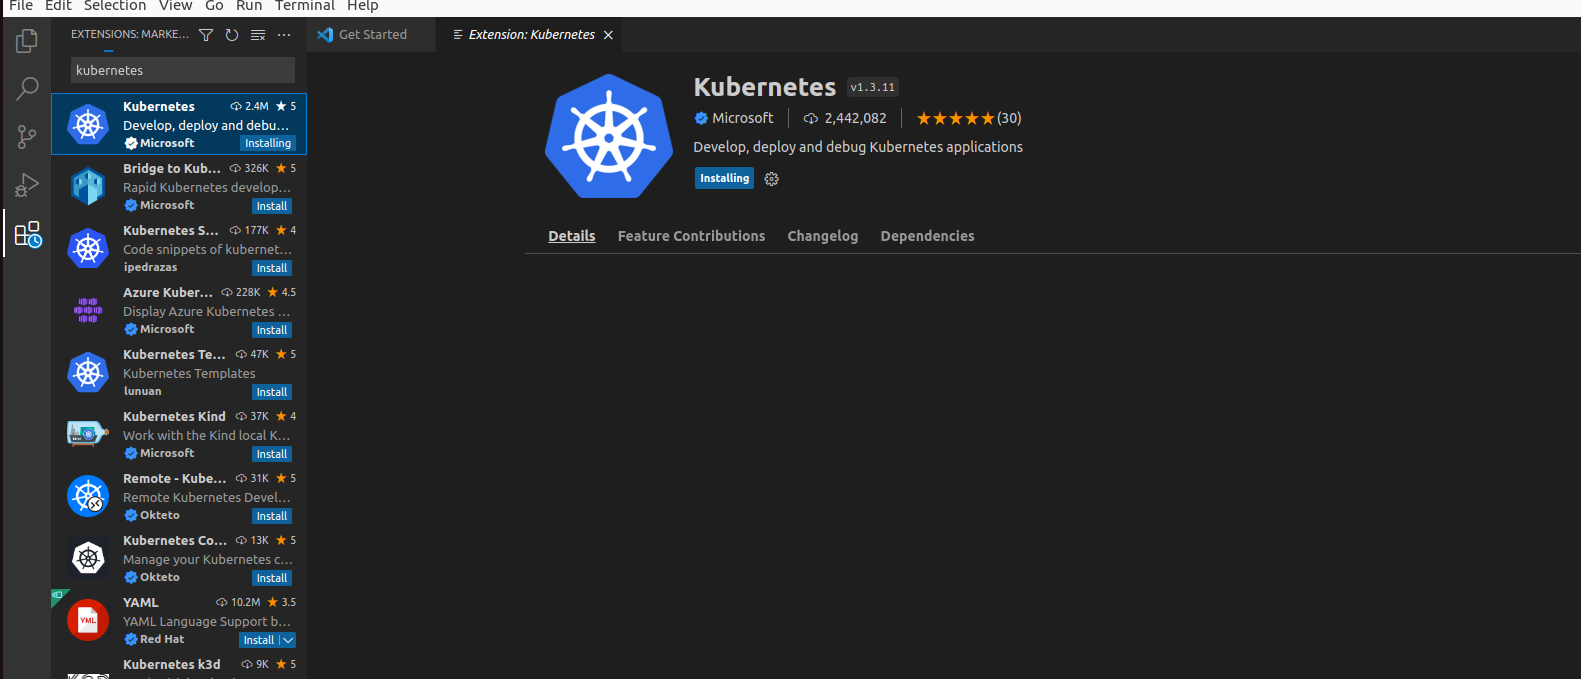 File Edit Selection View Go Run Terminal Help
EXTENSIONS: MARKE...
Get Started
Extension: Kubernetes
kubernetes
Kubernetes 2.4M 5
Develop, deploy and debu...
Microsoft Installing
Bridge to Kub... 326K 5
Rapid Kubernetes develop...
Microsoft Install
Kubernetes S... 177K 4
Code snippets of kubernet...
ipedrazas Install
Azure Kuber... 228K 4.5
Display Azure Kubernetes ...
Microsoft Install
Kubernetes Te... 47K 5
Kubernetes Templates
lunuan Install
Kubernetes Kind 37K 4
Work with the Kind local K...
Microsoft Install
Remote - Kube... 31K 5
Remote Kubernetes Devel...
Okteto Install
Kubernetes Co... 13K 5
Manage your Kubernetes c...
Okteto Install
YAML 10.2M 3.5
YML
YAML Language Support b...
Red Hat Install
Kubernetes k3d 9K 5
Kubernetes v1.3.11
Microsoft 2,442,082 (30)
Develop, deploy and debug Kubernetes applications
Installing
Details Feature Contributions Changelog Dependencies